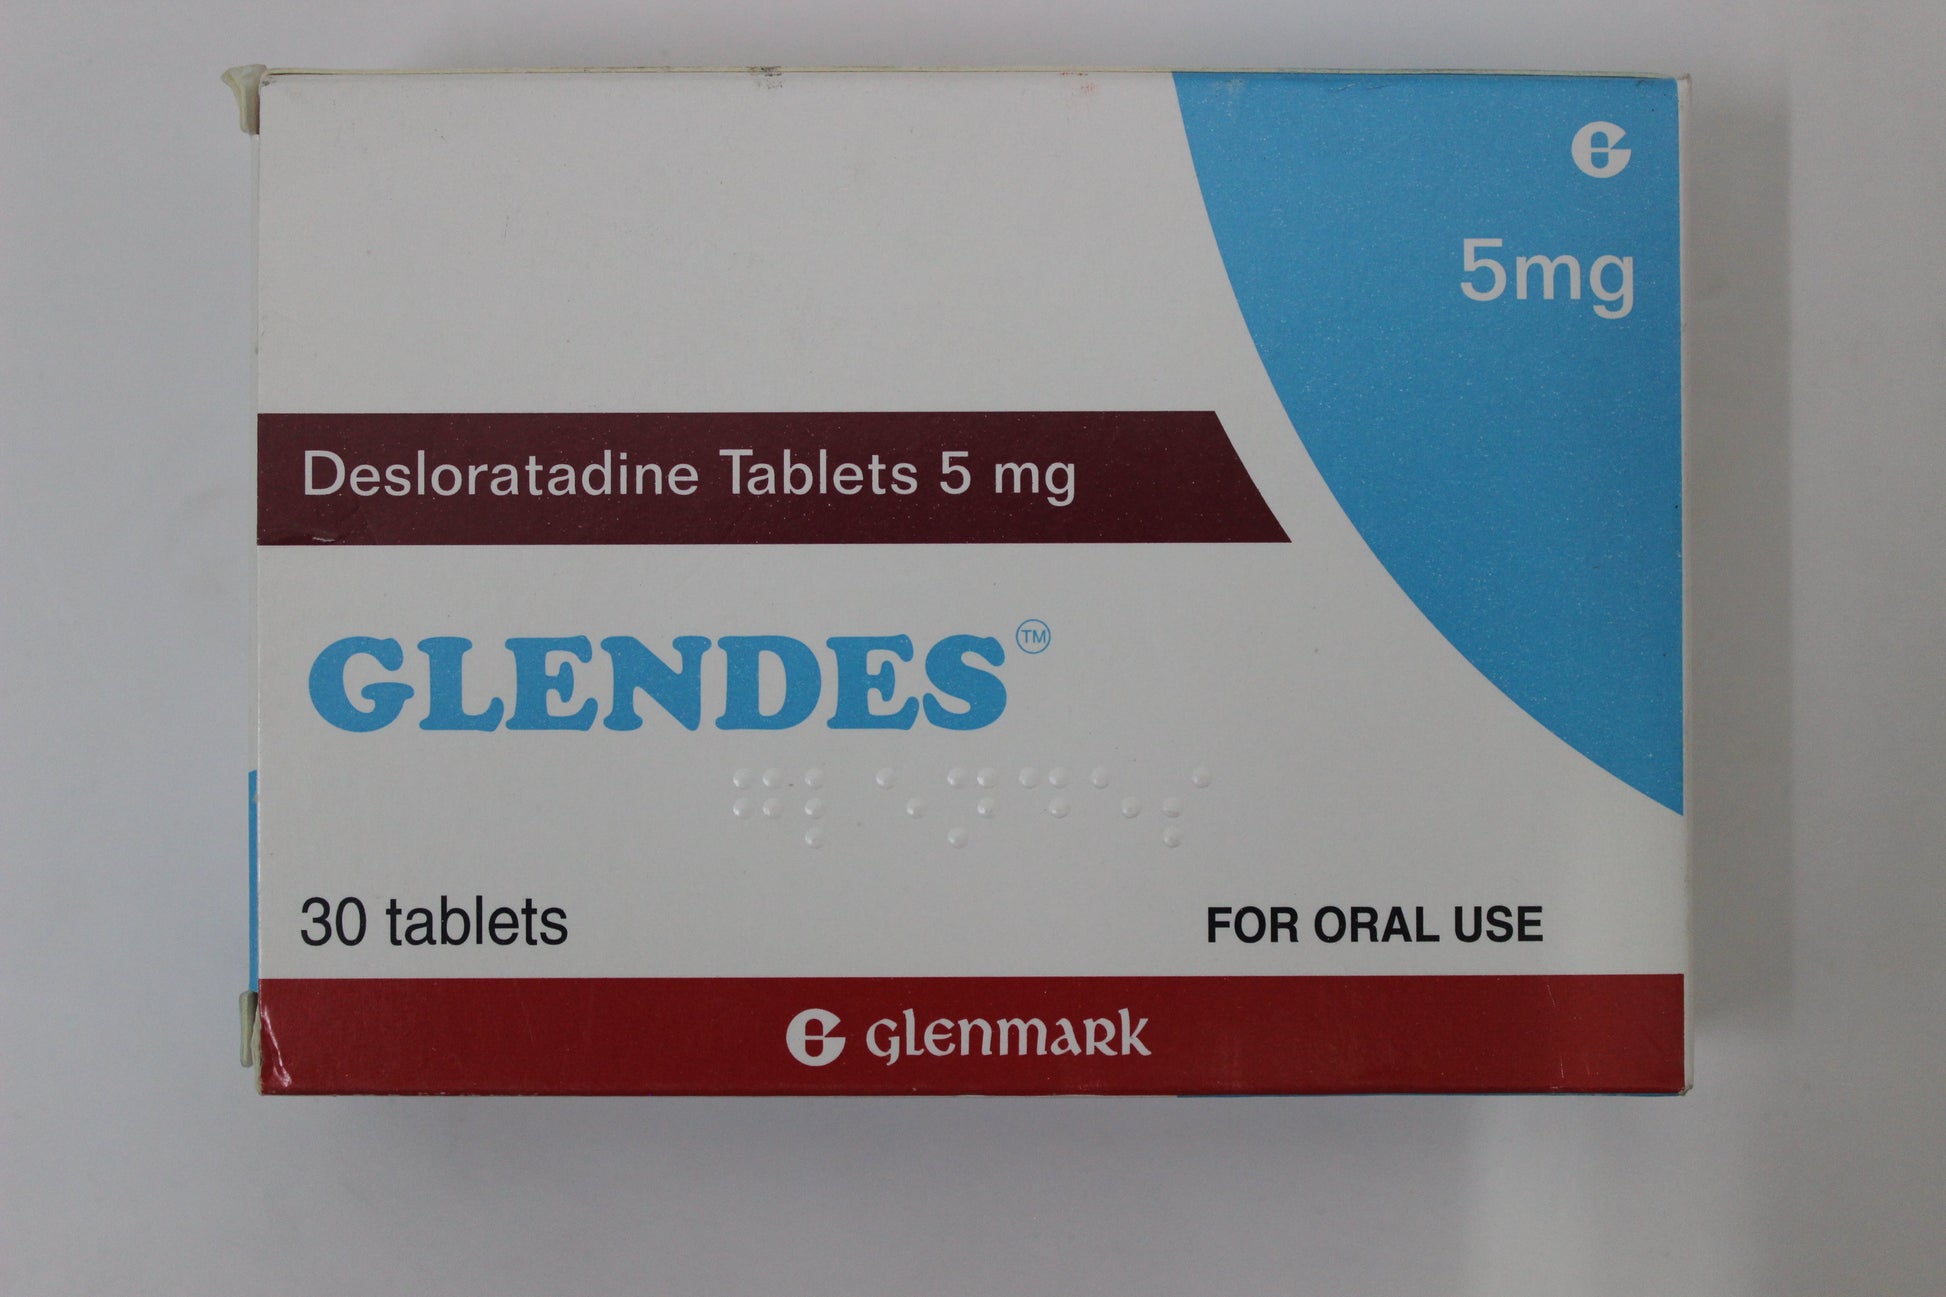 5mg
Desloratadine Tablets 5 mg
GLENDES™
30 tablets
FOR ORAL USE
glenmark